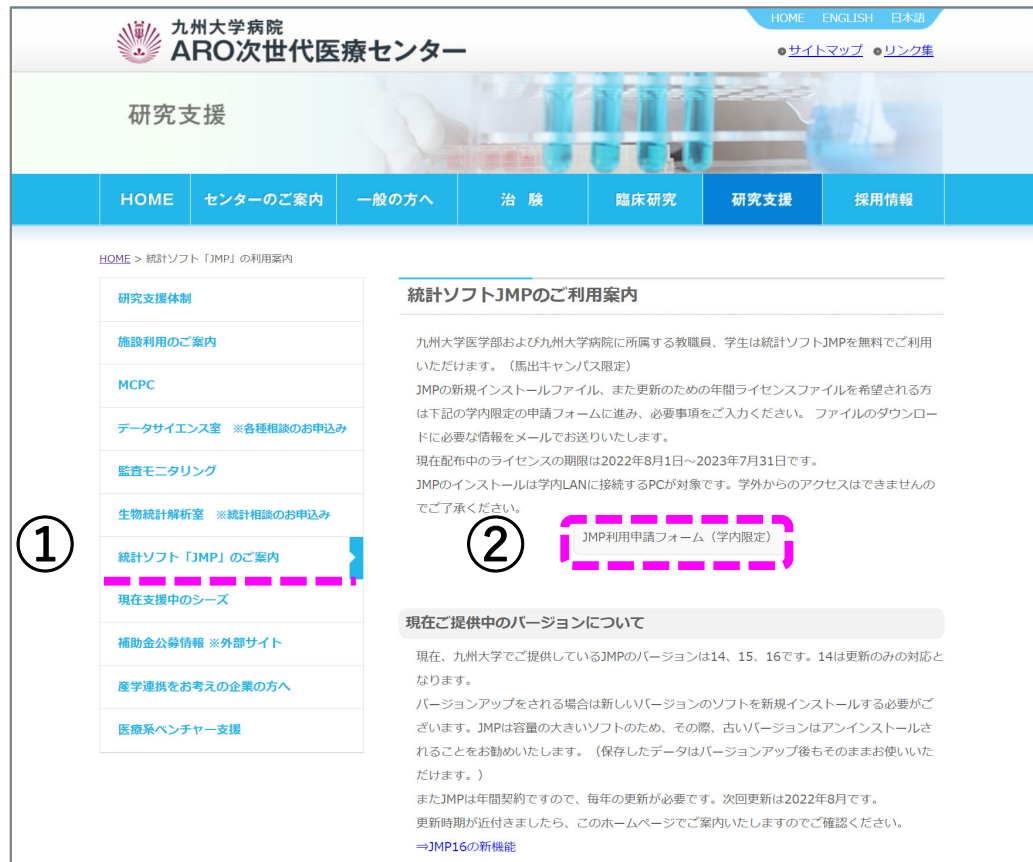 九州大学病院
ARO次世代医療センター
HOME ENGLISH 日本語
サイトマップ リンク集
研究支援
HOME センターのご案内 一般の方へ 治 験 臨床研究 研究支援 採用情報
HOME > 統計ソフト「JMP」の利用案内
研究支援体制
施設利用のご案内
MCPC
データサイエンス室 ※各種相談のお申込み
監査モニタリング
生物統計解析室 ※統計相談のお申込み
①
統計ソフト「JMP」のご案内
現在支援中のシーズ
補助金公募情報 ※外部サイト
産学連携をお考えの企業の方へ
医療系ベンチャー支援
統計ソフトJMPのご利用案内
九州大学医学部および九州大学病院に所属する教職員、学生は統計ソフトJMPを無料でご利用
いただけます。（馬出キャンパス限定）
JMPの新規インストールファイル、また更新のための年間ライセンスファイルを希望される方
は下記の学内限定の申請フォームに進み、必要事項をご入力ください。 ファイルのダウンロー
ドに必要な情報をメールでお送りいたします。
現在配布中のライセンスの期限は2022年8月1日～2023年7月31日です。
JMPのインストールは学内LANに接続するPCが対象です。学外からのアクセスはできませんの
でご了承ください。
②
JMP利用申請フォーム（学内限定）
現在ご提供中のバージョンについて
現在、九州大学でご提供しているJMPのバージョンは14、15、16です。14は更新のみの対応と
なります。
バージョンアップをされる場合は新しいバージョンのソフトを新規インストールする必要がご
ざいます。JMPは容量の大きいソフトのため、その際、古いバージョンはアンインストールさ
れることをお勧めいたします。（保存したデータはバージョンアップ後もそのままお使いいた
だけます。）
またJMPは年間契約ですので、毎年の更新が必要です。次回更新は2022年8月です。
更新時期が近付きましたら、このホームページでご案内いたしますのでご確認ください。
⇒JMP16の新機能